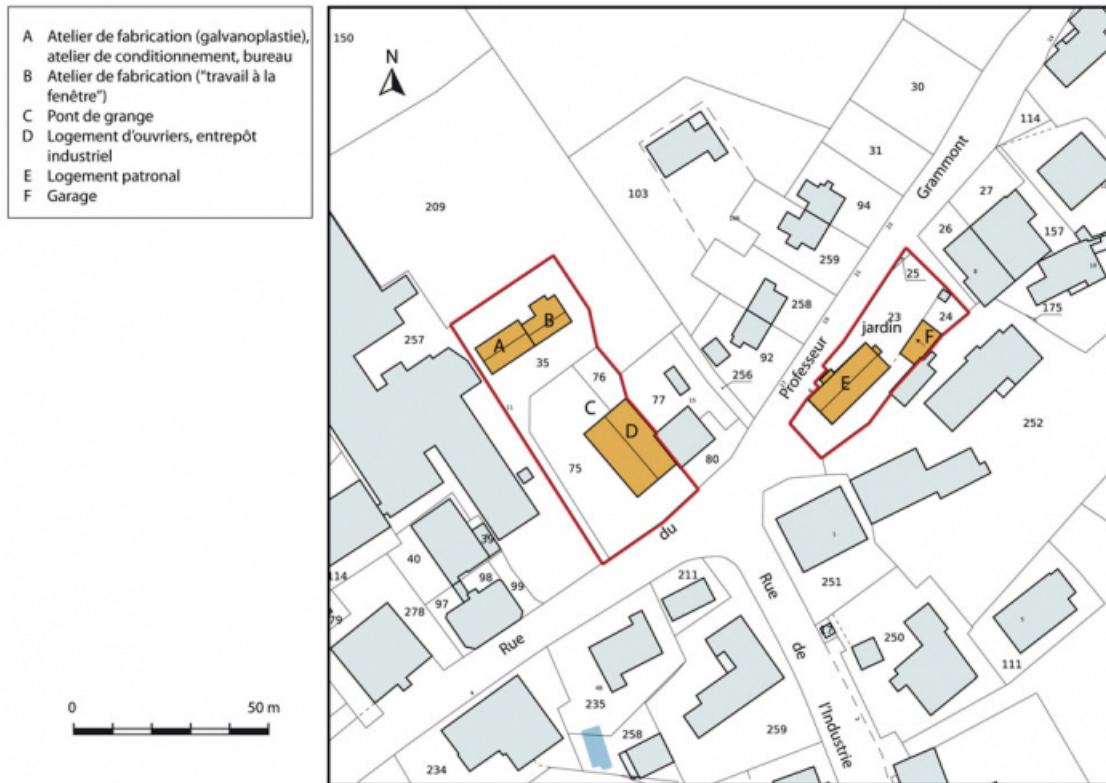 A Atelier de fabrication (galvanoplastie),
atelier de conditionnement, bureau
B Atelier de fabrication ("travail à la
fenêtre")
C Pont de grange
D Logement d'ouvriers, entrepôt
industriel
E Logement patronal
F Garage
0 50 m
N
150
30
114
31
Grammont
103
27
209
94
26
157
259
25
175
258
23
24
257
B
jardin
F
A
35
92
256
Professeur
76
77
E
C
D
15
252
75
80
du
39
40
211
Rue
251
98
99
114
97
278
79
de
250
Rue
111
235
l'Industrie
258
259
234